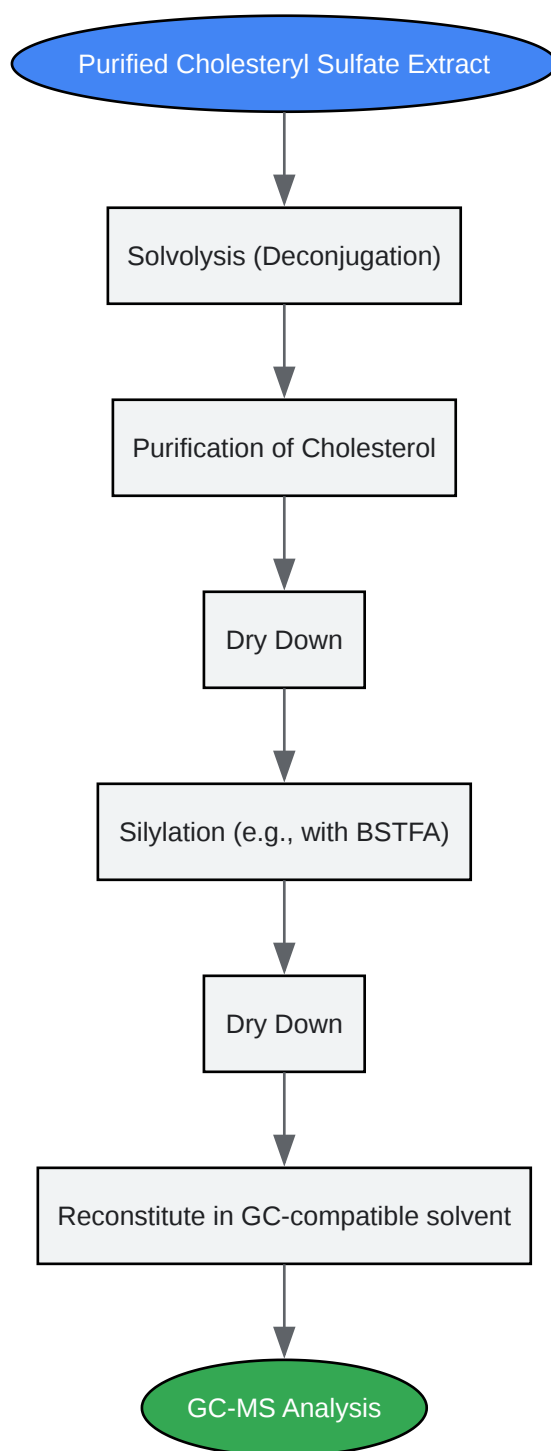 Purified Cholesteryl Sulfate Extract
Solvolysis (Deconjugation)
Purification of Cholesterol
Dry Down
Silylation (e.g., with BSTFA)
Dry Down
Reconstitute in GC-compatible solvent
GC-MS Analysis